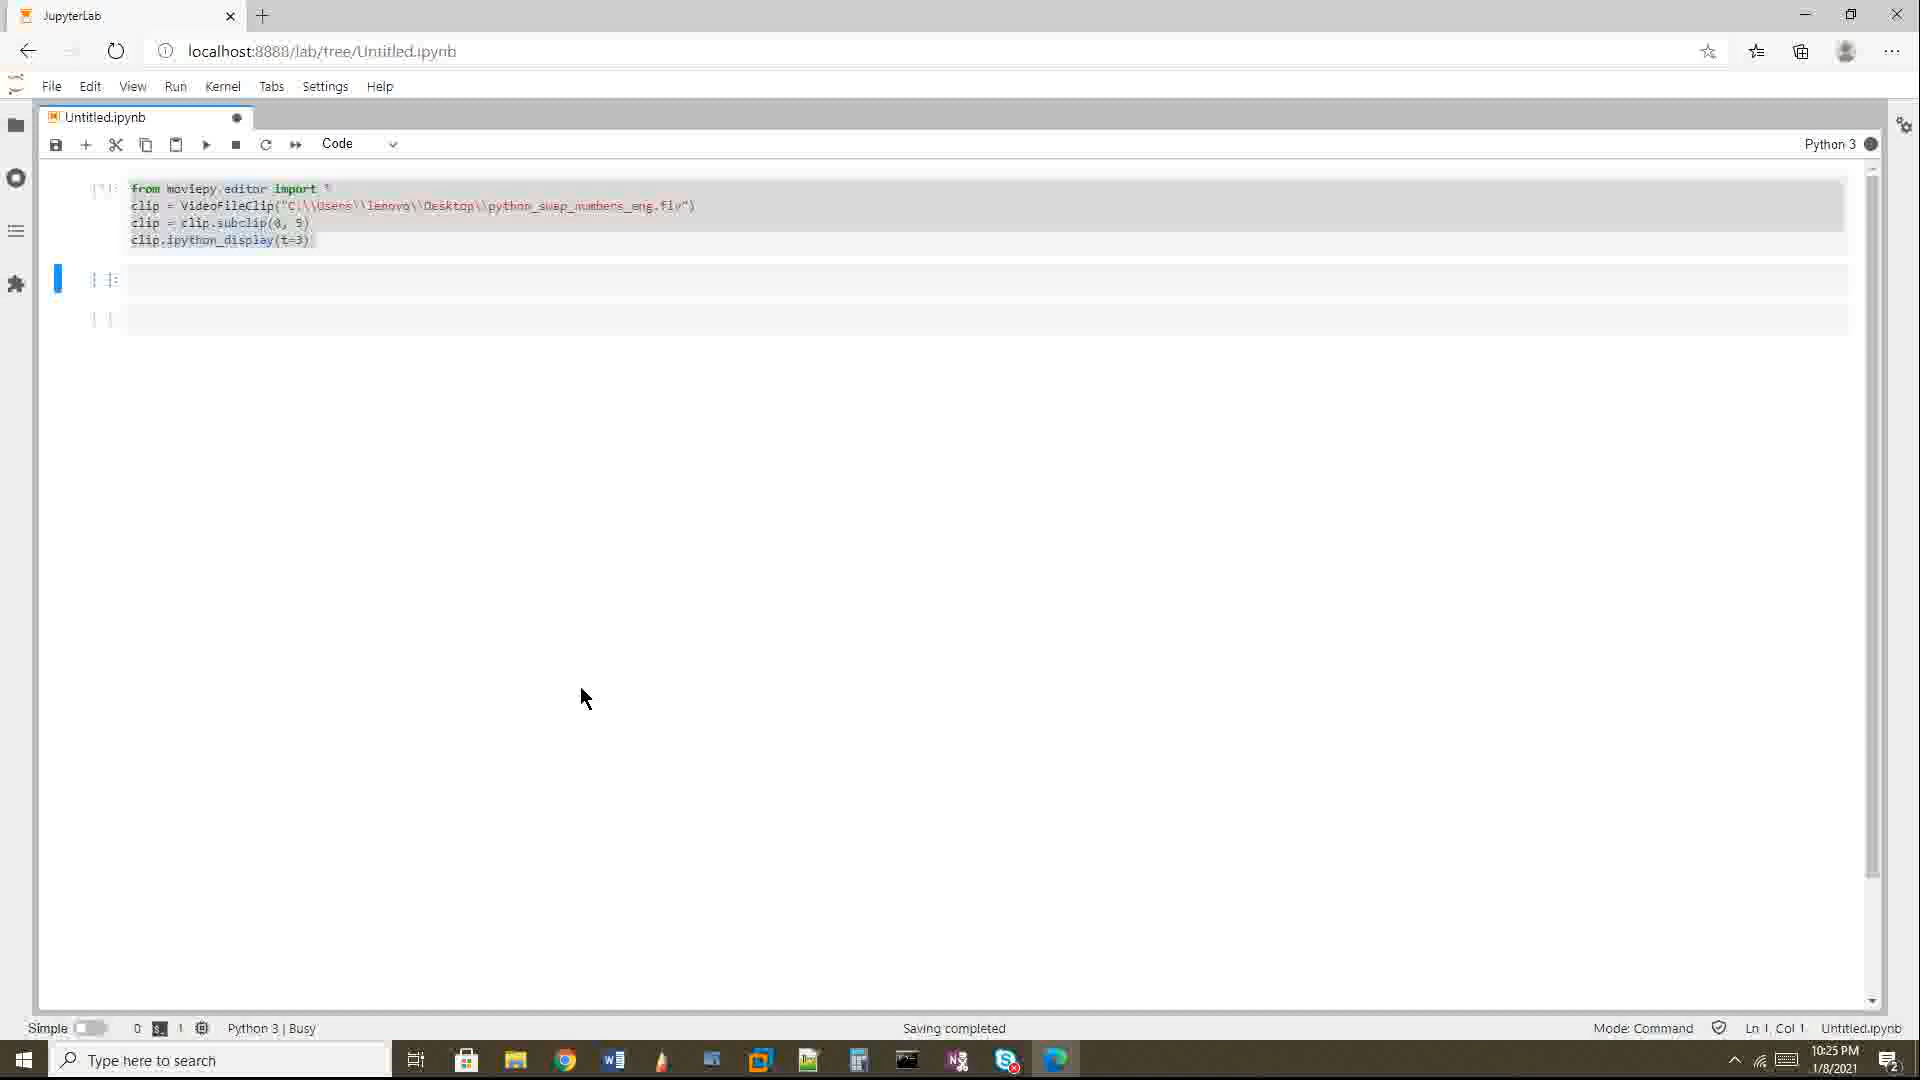 JupyterLab
localhost:8888/lab/tree/Untitled.ipynb
File Edit View Run Kernel Tabs Settings Help
Untitled.ipynb
Code
Python 3
[*]: from moviepy.editor import *
clip = VideoFileClip("C:\\Users\\lenovo\\Desktop\\python_swap_numbers_eng.flv")
clip = clip.subclip(0, 5)
clip.ipython_display(t=3)
[ ]:
[ ]
Simple 0 1 Python 3 | Busy Saving completed Mode: Command Ln 1, Col 1 Untitled.ipynb
Type here to search
10:25 PM
1/8/2021
2